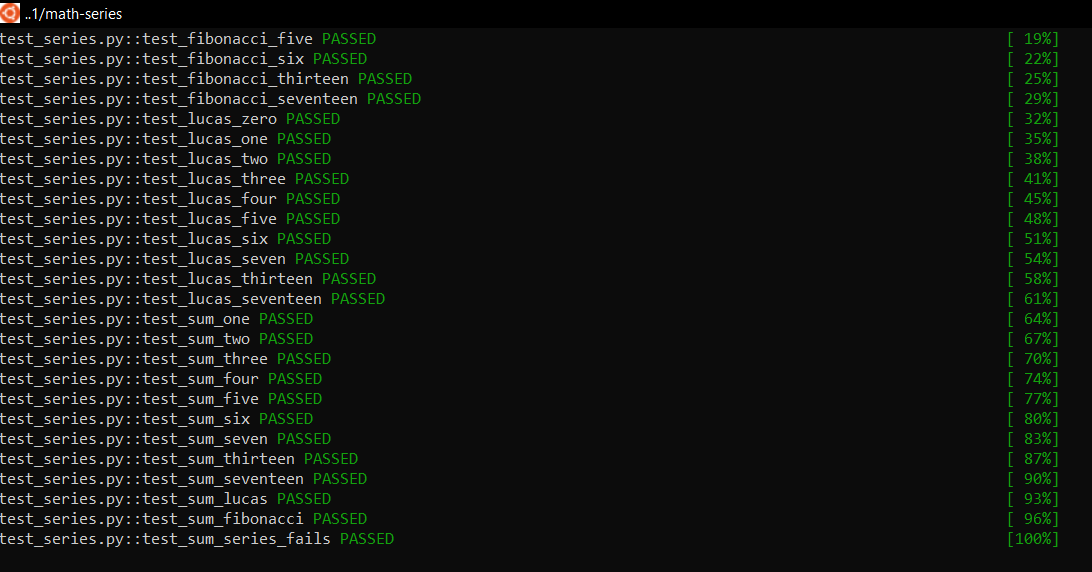 ..1/math-series
test_series.py::test_fibonacci_five PASSED [ 19%]
test_series.py::test_fibonacci_six PASSED [ 22%]
test_series.py::test_fibonacci_thirteen PASSED [ 25%]
test_series.py::test_fibonacci_seventeen PASSED [ 29%]
test_series.py::test_lucas_zero PASSED [ 32%]
test_series.py::test_lucas_one PASSED [ 35%]
test_series.py::test_lucas_two PASSED [ 38%]
test_series.py::test_lucas_three PASSED [ 41%]
test_series.py::test_lucas_four PASSED [ 45%]
test_series.py::test_lucas_five PASSED [ 48%]
test_series.py::test_lucas_six PASSED [ 51%]
test_series.py::test_lucas_seven PASSED [ 54%]
test_series.py::test_lucas_thirteen PASSED [ 58%]
test_series.py::test_lucas_seventeen PASSED [ 61%]
test_series.py::test_sum_one PASSED [ 64%]
test_series.py::test_sum_two PASSED [ 67%]
test_series.py::test_sum_three PASSED [ 70%]
test_series.py::test_sum_four PASSED [ 74%]
test_series.py::test_sum_five PASSED [ 77%]
test_series.py::test_sum_six PASSED [ 80%]
test_series.py::test_sum_seven PASSED [ 83%]
test_series.py::test_sum_thirteen PASSED [ 87%]
test_series.py::test_sum_seventeen PASSED [ 90%]
test_series.py::test_sum_lucas PASSED [ 93%]
test_series.py::test_sum_fibonacci PASSED [ 96%]
test_series.py::test_sum_series_fails PASSED [100%]